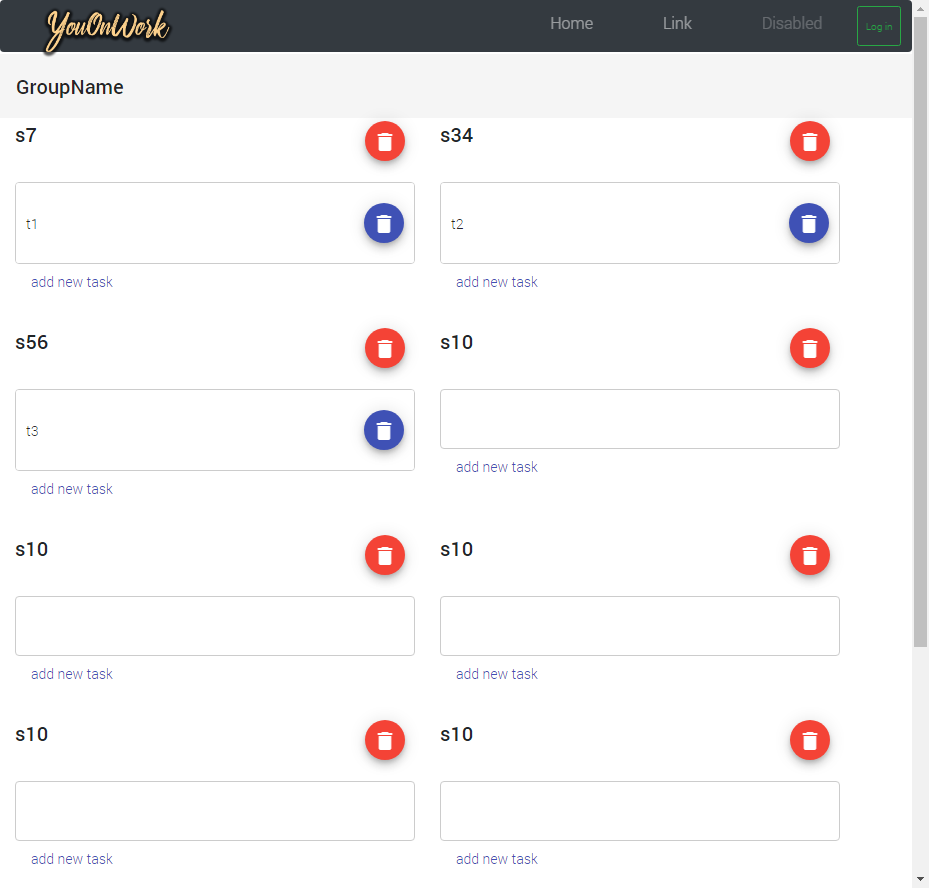 YouOnWork Home Link Disabled Log in
GroupName
s7 s34
t1 t2
add new task add new task
s56 s10
t3
add new task
add new task
s10 s10
add new task add new task
s10 s10
add new task add new task